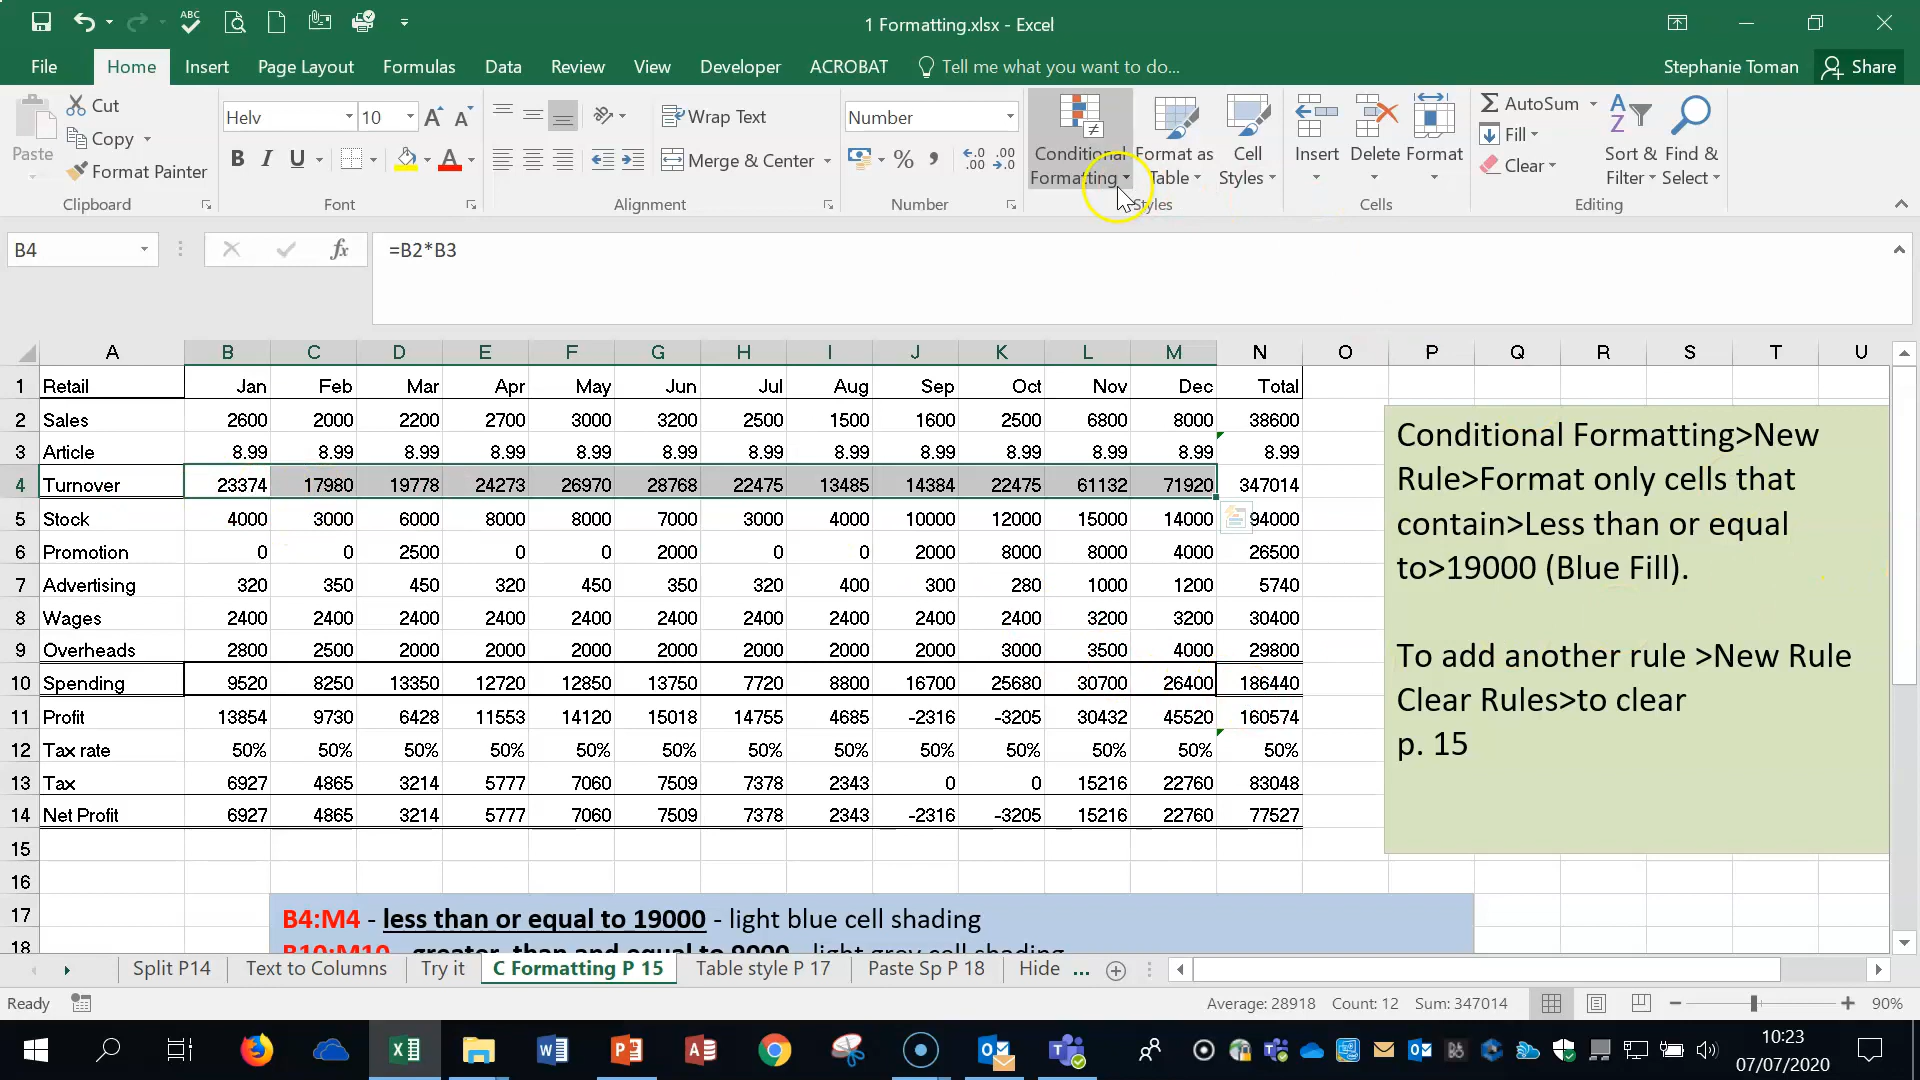 1 Formatting.xlsx - Excel
File Home Insert Page Layout Formulas Data Review View Developer ACROBAT Tell me what you want to do... Stephanie Toman Share
Paste
Cut
Copy
Format Painter
Clipboard
Helv 10
B I U
Font
Wrap Text
Merge & Center
Alignment
Number
%
Number
Conditional Formatting
Format as Table
Cell Styles
Styles
Insert Delete Format
Cells
AutoSum
Fill
Clear
Sort & Filter
Find & Select
Editing
B4 fx =B2*B3
A B C D E F G H I J K L M N O P Q R S T U
1 Retail Jan Feb Mar Apr May Jun Jul Aug Sep Oct Nov Dec Total
2 Sales 2600 2000 2200 2700 3000 3200 2500 1500 1600 2500 6800 8000 38600
3 Article 8.99 8.99 8.99 8.99 8.99 8.99 8.99 8.99 8.99 8.99 8.99 8.99 8.99
4 Turnover 23374 17980 19778 24273 26970 28768 22475 13485 14384 22475 61132 71920 347014
5 Stock 4000 3000 6000 8000 8000 7000 3000 4000 10000 12000 15000 14000 94000
6 Promotion 0 0 2500 0 0 2000 0 0 2000 8000 8000 4000 26500
7 Advertising 320 350 450 320 450 350 320 400 300 280 1000 1200 5740
8 Wages 2400 2400 2400 2400 2400 2400 2400 2400 2400 2400 3200 3200 30400
9 Overheads 2800 2500 2000 2000 2000 2000 2000 2000 2000 3000 3500 4000 29800
10 Spending 9520 8250 13350 12720 12850 13750 7720 8800 16700 25680 30700 26400 186440
11 Profit 13854 9730 6428 11553 14120 15018 14755 4685 -2316 -3205 30432 45520 160574
12 Tax rate 50% 50% 50% 50% 50% 50% 50% 50% 50% 50% 50% 50% 50%
13 Tax 6927 4865 3214 5777 7060 7509 7378 2343 0 0 15216 22760 83048
14 Net Profit 6927 4865 3214 5777 7060 7509 7378 2343 -2316 -3205 15216 22760 77527
15
16
17
18
Conditional Formatting>New
Rule>Format only cells that
contain>Less than or equal
to>19000 (Blue Fill).
To add another rule >New Rule
Clear Rules>to clear
p. 15
B4:M4 - less than or equal to 19000 - light blue cell shading
B10:M10 - greater than and equal to 9000 - light grey cell shading
Split P14 Text to Columns Try it C Formatting P 15 Table style P 17 Paste Sp P 18 Hide ...
Ready Average: 28918 Count: 12 Sum: 347014 90%
10:23
07/07/2020